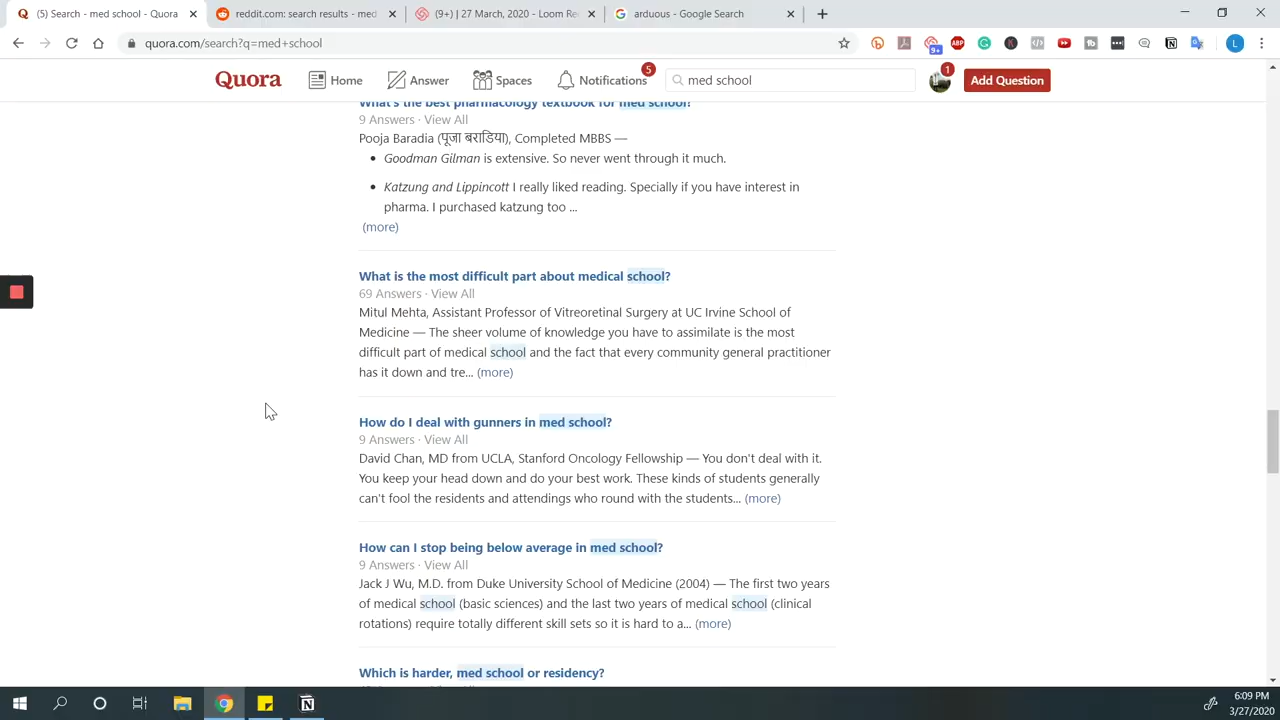 (5) Search - med school - Quora
reddit.com: search results - med
(9+) | 27 March, 2020 - Loom Re
arduous - Google Search
quora.com/search?q=med+school
9+
ABP
L
Quora
Home
Answer
Spaces
Notifications
5
med school
1
Add Question
What's the best pharmacology textbook for med school?
9 Answers · View All
Pooja Baradia (पूजा बराडिया), Completed MBBS —
• Goodman Gilman is extensive. So never went through it much.
• Katzung and Lippincott I really liked reading. Specially if you have interest in
pharma. I purchased katzung too ...
(more)
What is the most difficult part about medical school?
69 Answers · View All
Mitul Mehta, Assistant Professor of Vitreoretinal Surgery at UC Irvine School of
Medicine — The sheer volume of knowledge you have to assimilate is the most
difficult part of medical school and the fact that every community general practitioner
has it down and tre... (more)
How do I deal with gunners in med school?
9 Answers · View All
David Chan, MD from UCLA, Stanford Oncology Fellowship — You don't deal with it.
You keep your head down and do your best work. These kinds of students generally
can't fool the residents and attendings who round with the students... (more)
How can I stop being below average in med school?
9 Answers · View All
Jack J Wu, M.D. from Duke University School of Medicine (2004) — The first two years
of medical school (basic sciences) and the last two years of medical school (clinical
rotations) require totally different skill sets so it is hard to a... (more)
Which is harder, med school or residency?
6:09 PM
3/27/2020